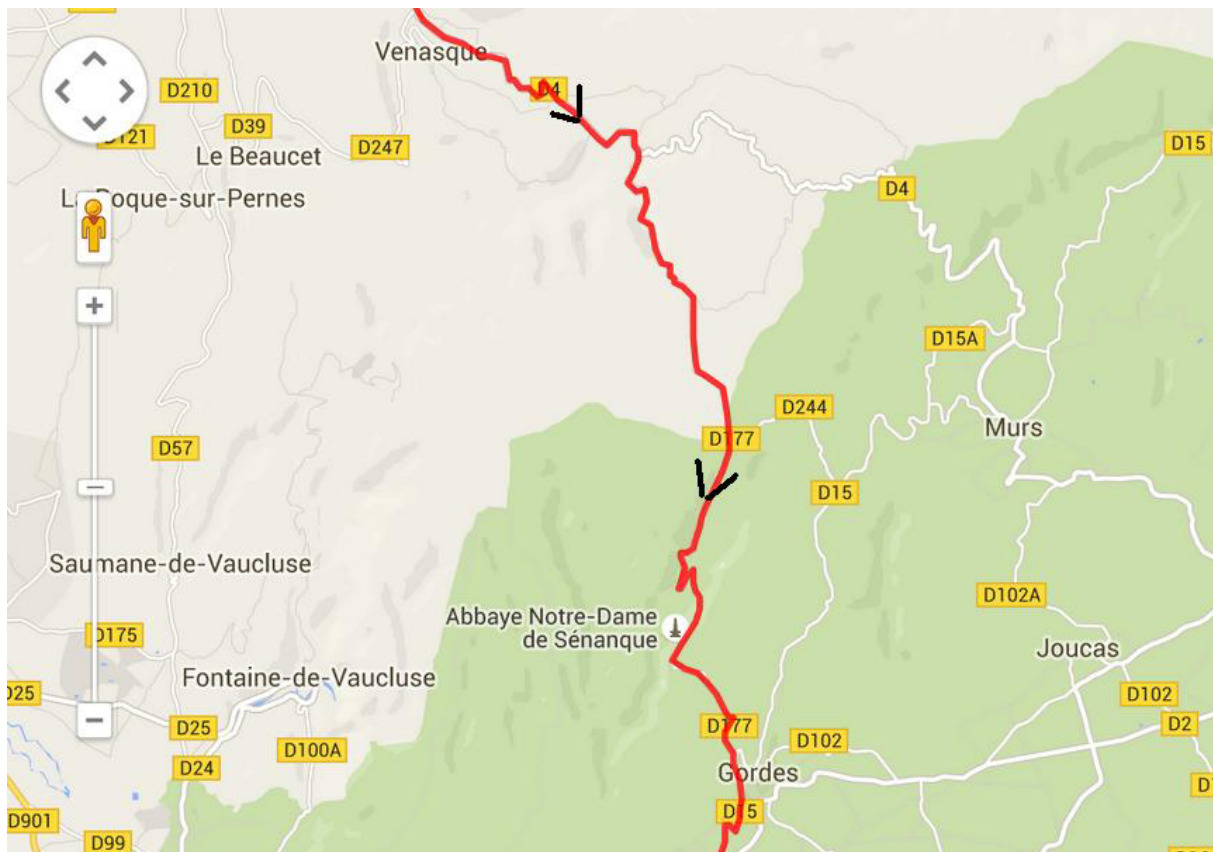 Venasque
D4
D210
D39
D121
Le Beaucet
D247
D15
La Roque-sur-Pernes
D4
D15A
D244
Murs
D177
D57
D15
Saumane-de-Vaucluse
D102A
Abbaye Notre-Dame
de Sénanque
D175
Joucas
Fontaine-de-Vaucluse
D25
D102
D177
D2
D25
D102
D100A
D24
Gordes
D15
D901
D99